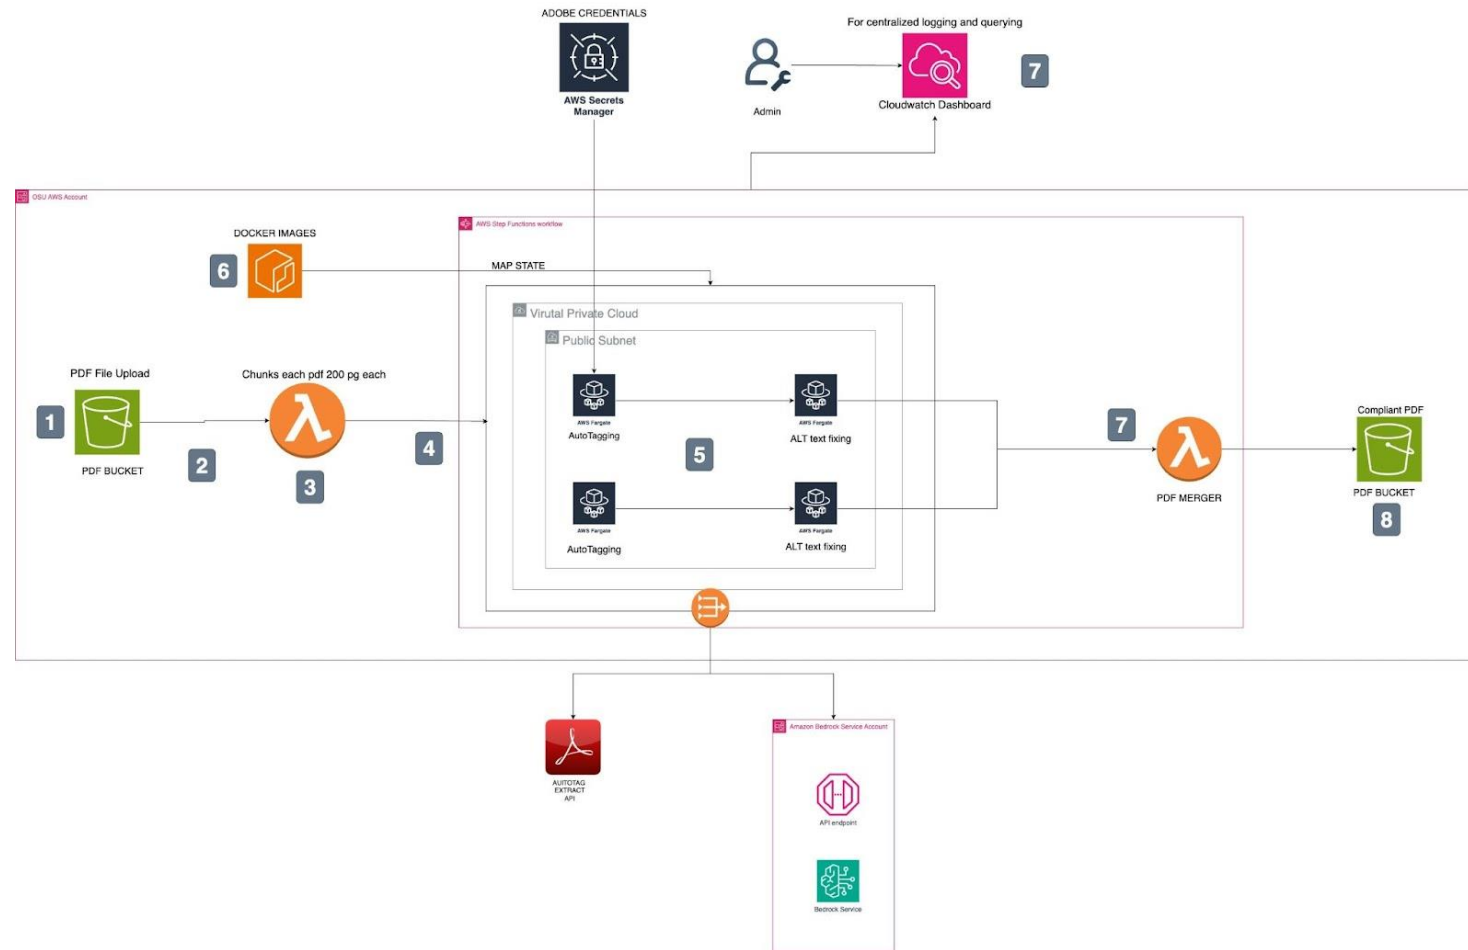 ADOBE CREDENTIALS
AWS Secrets
Manager
Admin
For centralized logging and querying
Cloudwatch Dashboard
7
OSU AWS Account
DOCKER IMAGES
6
AWS Step Functions workflow
MAP STATE
Virutal Private Cloud
Public Subnet
PDF File Upload
1
PDF BUCKET
2
Chunks each pdf 200 pg each
3
4
AWS Fargate
AutoTagging
AWS Fargate
ALT text fixing
5
AWS Fargate
AutoTagging
AWS Fargate
ALT text fixing
7
PDF MERGER
Compliant PDF
PDF BUCKET
8
AUITOTAG
EXTRACT
API
Amazon Bedrock Service Account
API endpoint
Bedrock Service